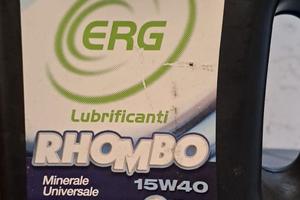 ERG
Lubrificanti
RHOMBO
Minerale
Universale
15W40